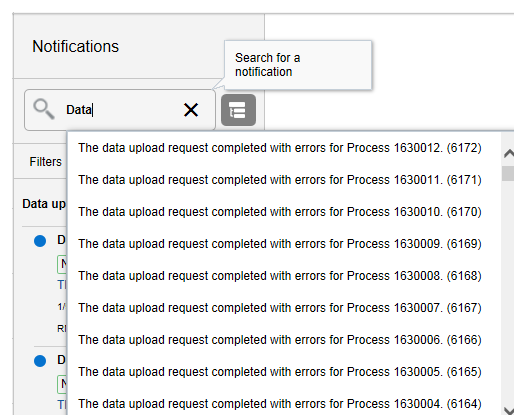 Notifications
Search for a
notification
Data
Filters
The data upload request completed with errors for Process 1630012. (6172)
The data upload request completed with errors for Process 1630011. (6171)
The data upload request completed with errors for Process 1630010. (6170)
The data upload request completed with errors for Process 1630009. (6169)
The data upload request completed with errors for Process 1630008. (6168)
The data upload request completed with errors for Process 1630007. (6167)
The data upload request completed with errors for Process 1630006. (6166)
The data upload request completed with errors for Process 1630005. (6165)
The data upload request completed with errors for Process 1630004. (6164)
Data up
D
N
Tl
1/
RI
D
N
Tl